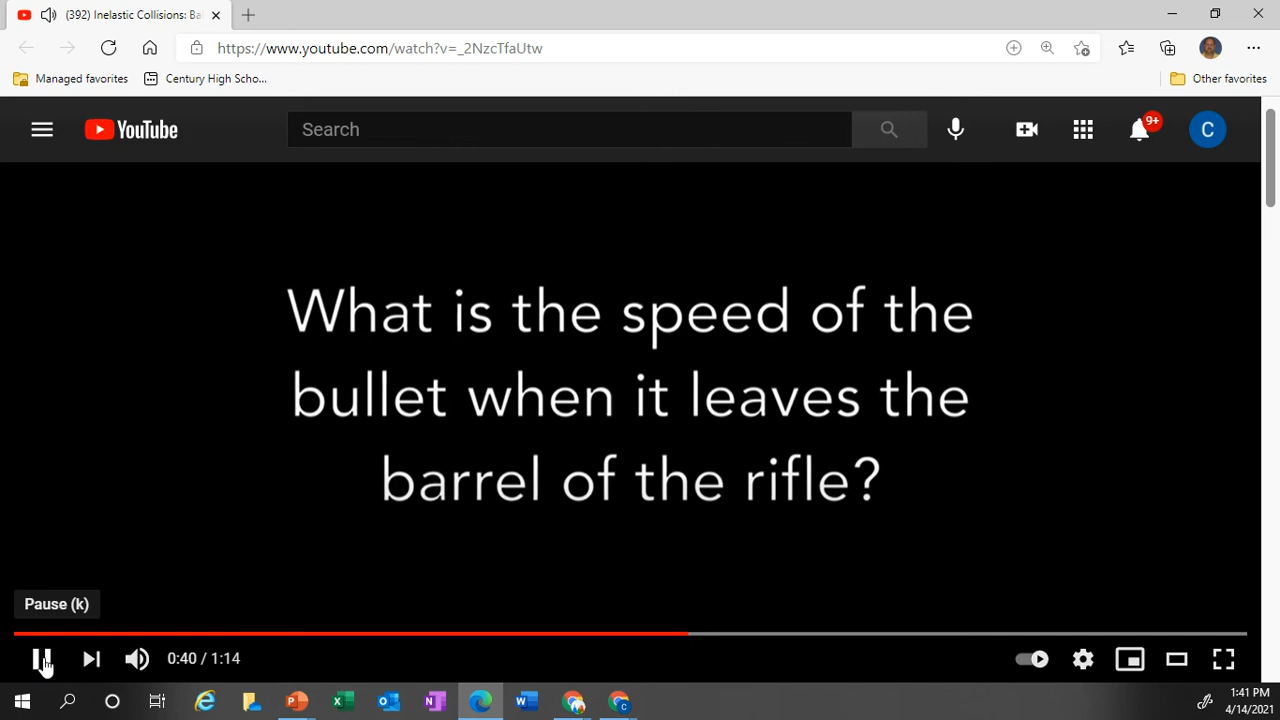 (392) Inelastic Collisions: Ba
https://www.youtube.com/watch?v=_2NzcTfaUtw
Managed favorites
Century High Scho...
Other favorites
YouTube
Search
9+
C
What is the speed of the
bullet when it leaves the
barrel of the rifle?
Pause (k)
0:40 / 1:14
1:41 PM
4/14/2021